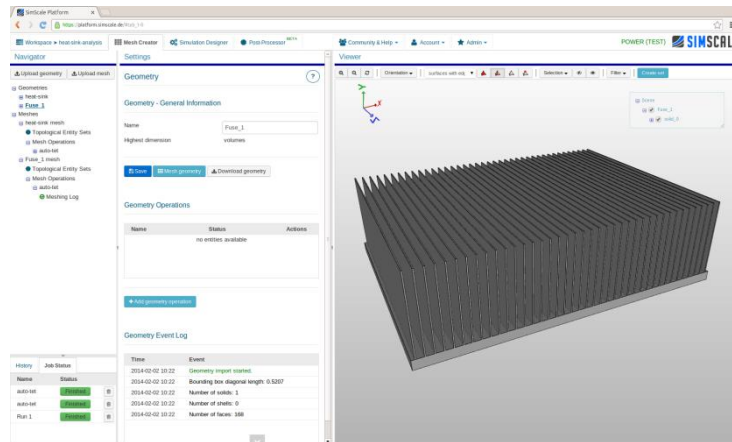 SimScale Platform
https://platform.simscale.de
Workspace ▸ heat-sink-analysis
Mesh Creator
Simulation Designer
Post-Processor BETA
Community & Help
Account
Admin
POWER (TEST)
SIMSCAL
Navigator
Upload geometry
Upload mesh
Geometries
heat-sink
Fuse_1
Meshes
heat-sink mesh
Topological Entity Sets
Mesh Operations
auto-tet
Fuse_1 mesh
Topological Entity Sets
Mesh Operations
auto-tet
Meshing Log
History Job Status
Name Status
auto-tet Finished
auto-tet Finished
Run 1 Finished
Settings
Geometry
?
Geometry - General Information
Name Fuse_1
Highest dimension volumes
Save Mesh geometry Download geometry
Geometry Operations
Name Status Actions
no entries available
+Add geometry operation
Geometry Event Log
Time Event
2014-02-02 10:22 Geometry import started.
2014-02-02 10:22 Bounding box diagonal length: 0.5207
2014-02-02 10:22 Number of solids: 1
2014-02-02 10:22 Number of shells: 0
2014-02-02 10:22 Number of faces: 188
Viewer
Orientation
surfaces with edg
Selection
Filter
Create set
Y
X
Z
Fuse_1
solid_0